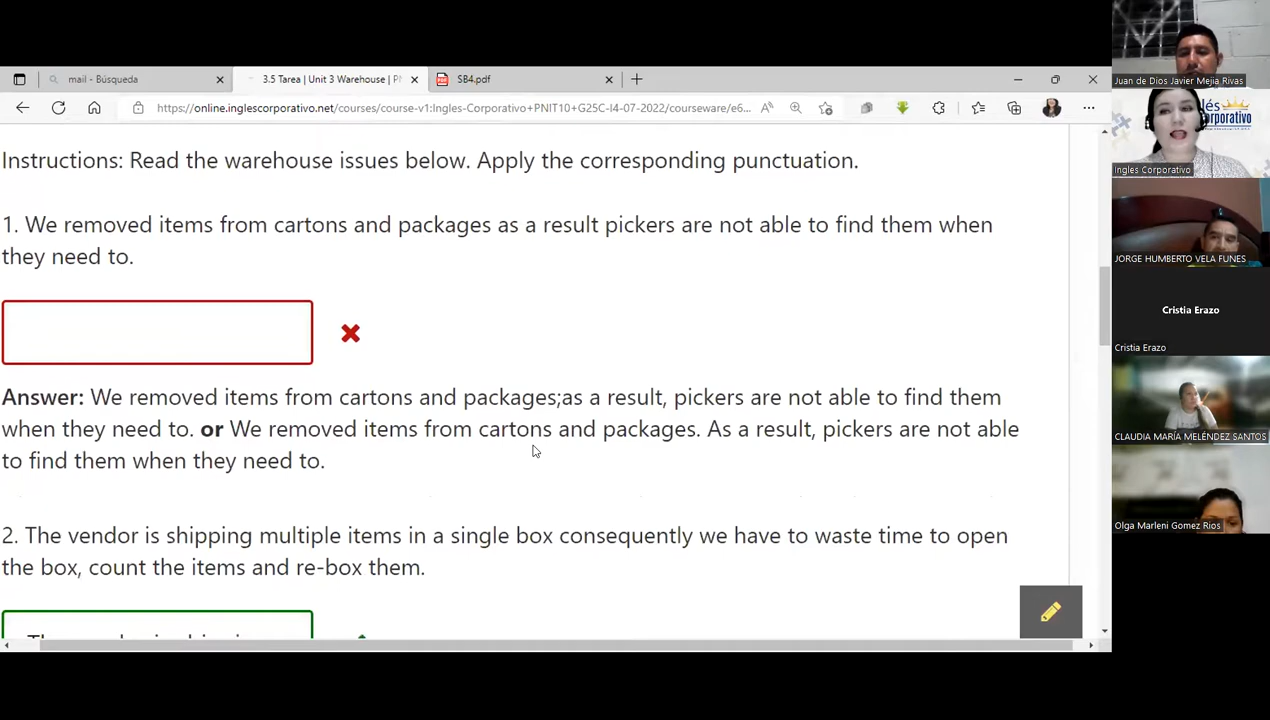 mail - Búsqueda
3.5 Tarea | Unit 3 Warehouse | PN
SB4.pdf
https://online.inglescorporativo.net/courses/course-v1:Ingles-Corporativo+PNIT10+G25C-I4-07-2022/courseware/e6...
Instructions: Read the warehouse issues below. Apply the corresponding punctuation.
1. We removed items from cartons and packages as a result pickers are not able to find them when
they need to.
Answer: We removed items from cartons and packages;as a result, pickers are not able to find them
when they need to. or We removed items from cartons and packages. As a result, pickers are not able
to find them when they need to.
2. The vendor is shipping multiple items in a single box consequently we have to waste time to open
the box, count the items and re-box them.
Juan de Dios Javier Mejia Rivas
lés
Corporativo
Ingles Corporativo
JORGE HUMBERTO VELA FUNES
Cristia Erazo
Cristia Erazo
CLAUDIA MARÍA MELÉNDEZ SANTOS
Olga Marleni Gomez Rios